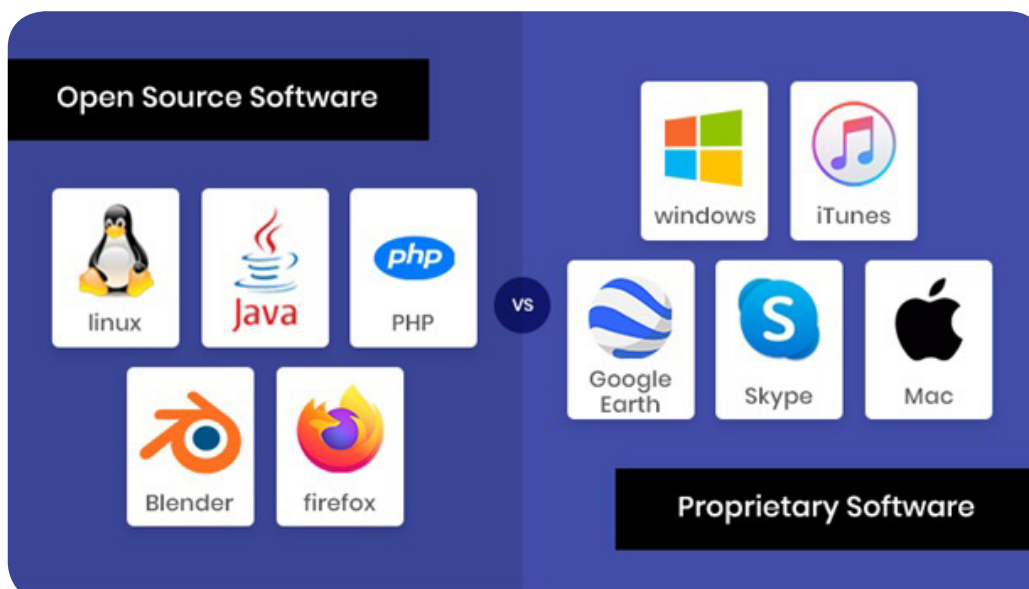 Open Source Software
linux
Java
php
PHP
Blender
firefox
vs
windows
iTunes
Google
Earth
S
Skype
Mac
Proprietary Software